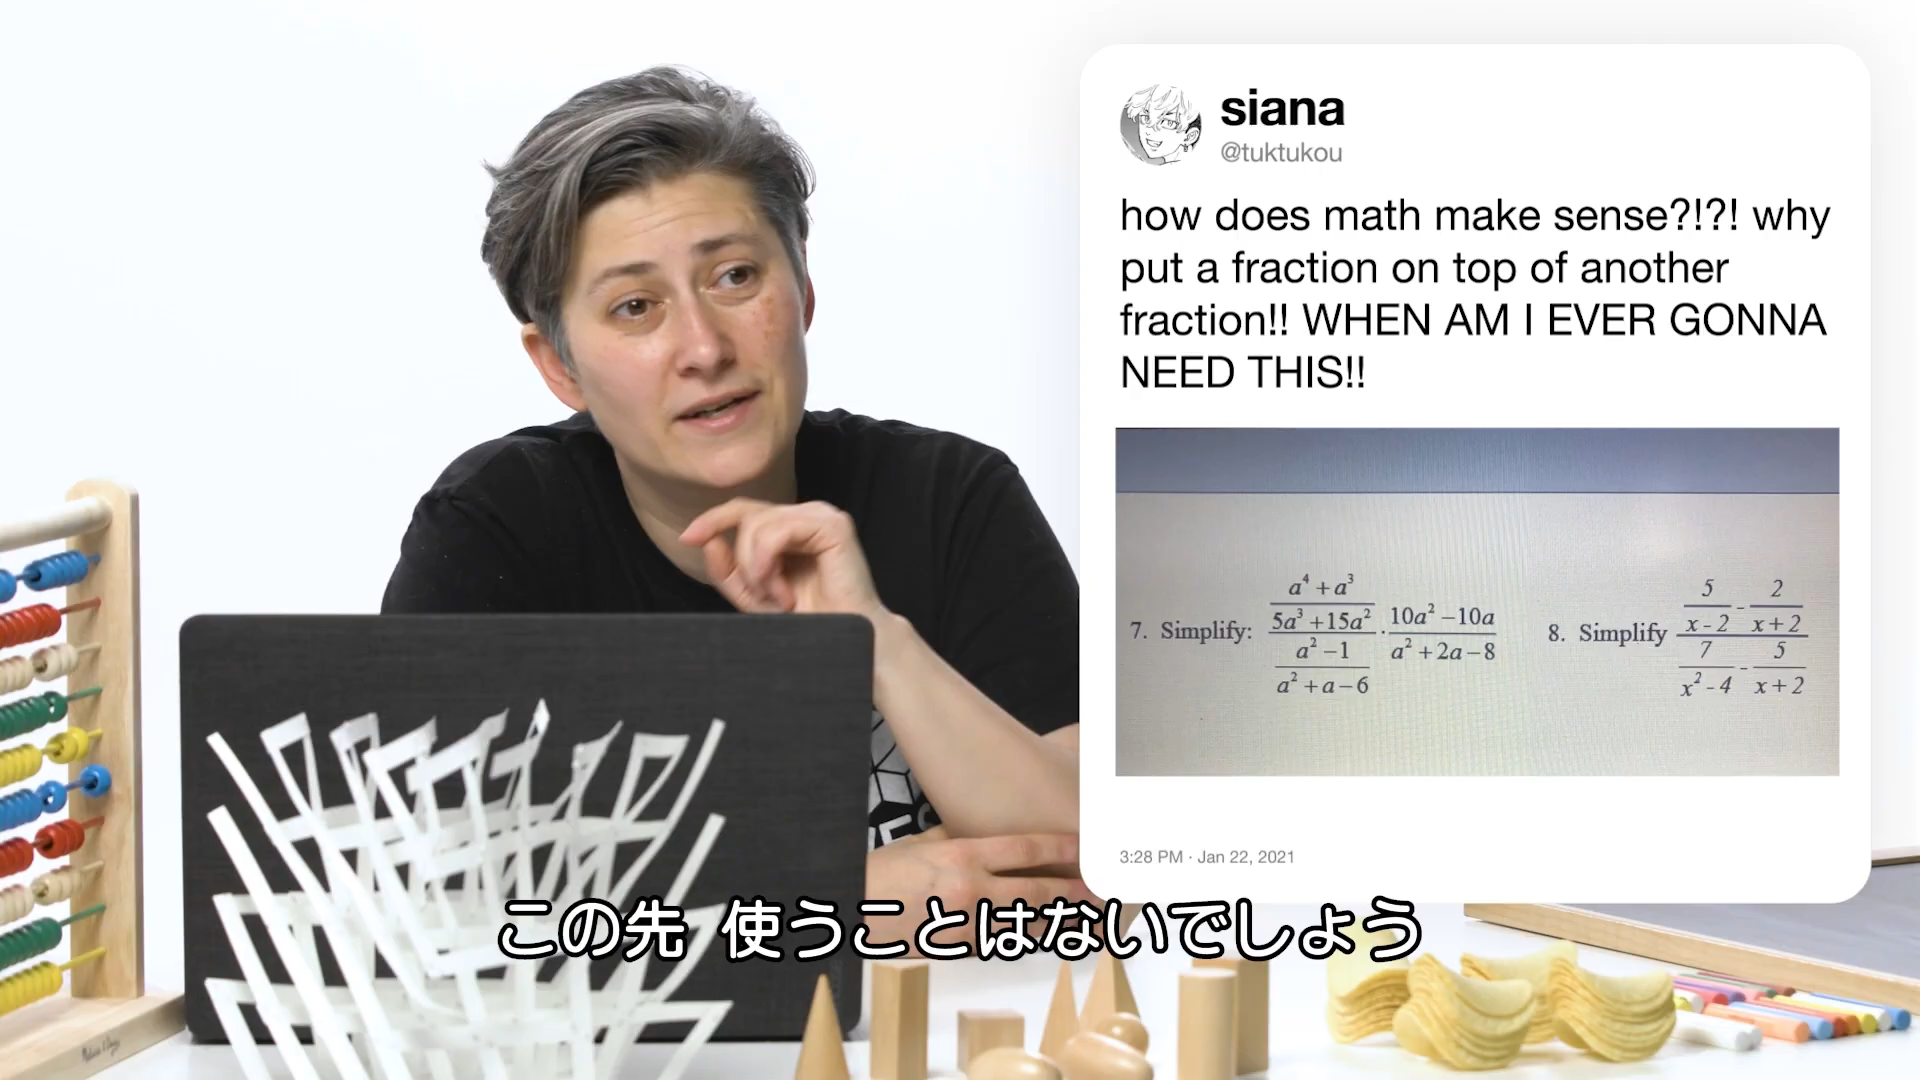 siana
@tuktukou
how does math make sense?!?! why
put a fraction on top of another
fraction!! WHEN AM I EVER GONNA
NEED THIS!!
7. Simplify:
a⁴ + a³
5a³ + 15a²
a² − 1
a² + a − 6
·
10a² − 10a
a² + 2a − 8
8. Simplify
5 2
x - 2 - x + 2
7 5
x² - 4 - x + 2
3:28 PM · Jan 22, 2021
この先 使うことはないでしょう